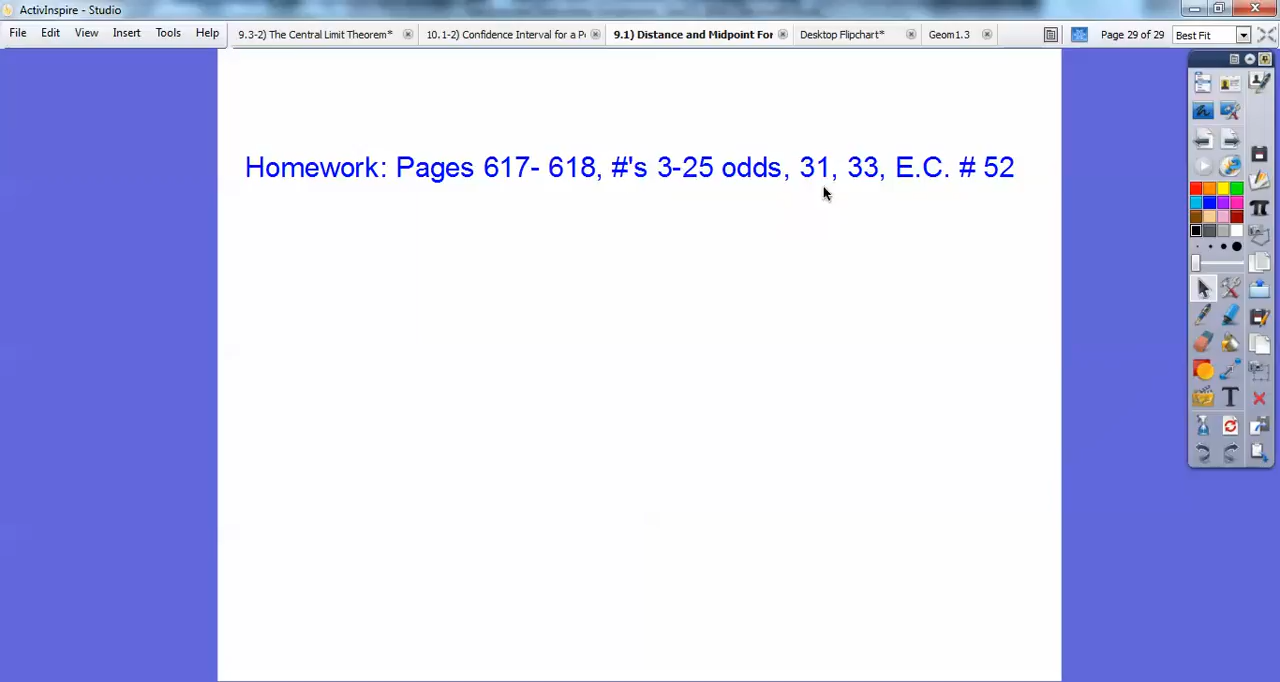 ActivInspire - Studio
File Edit View Insert Tools Help
9.3-2) The Central Limit Theorem* 10.1-2) Confidence Interval for a P 9.1) Distance and Midpoint For Desktop Flipchart* Geom1.3 Page 29 of 29 Best Fit
Homework: Pages 617- 618, #'s 3-25 odds, 31, 33, E.C. # 52